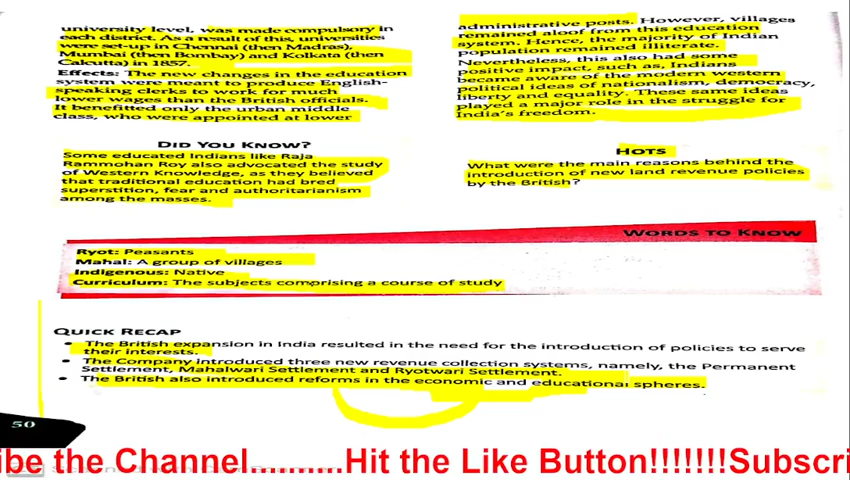 university level, was made compulsory in
each district. As a result of this, universities
were set-up in Chennai (then Madras),
Mumbai (then Bombay) and Kolkata (then
Calcutta) in 1857.
Effects: The new changes in the education
system were meant to produce English-
speaking clerks to work for much
lower wages than the British officials.
It benefitted only the urban middle
class, who were appointed at lower
administrative posts. However, villages
remained aloof from this education
system. Hence, the majority of Indian
population remained illiterate.
Nevertheless, this also had some
positive impact, such as, Indians
became aware of the modern western
political ideas of nationalism, democracy,
liberty and equality. These same ideas
played a major role in the struggle for
India's freedom.
DID YOU KNOW?
Some educated Indians like Raja
Rammohan Roy also advocated the study
of Western Knowledge, as they believed
that traditional education had bred
superstition, fear and authoritarianism
among the masses.
HOTS
What were the main reasons behind the
introduction of new land revenue policies
by the British?
WORDS TO KNOW
Ryot: Peasants
Mahal: A group of villages
Indigenous: Native
Curriculum: The subjects comprising a course of study
QUICK RECAP
• The British expansion in India resulted in the need for the introduction of policies to serve
their interests.
• The Company introduced three new revenue collection systems, namely, the Permanent
Settlement, Mahalwari Settlement and Ryotwari Settlement.
• The British also introduced reforms in the economic and educational spheres.
50
ibe the Channel..........Hit the Like Button!!!!!!!Subscri